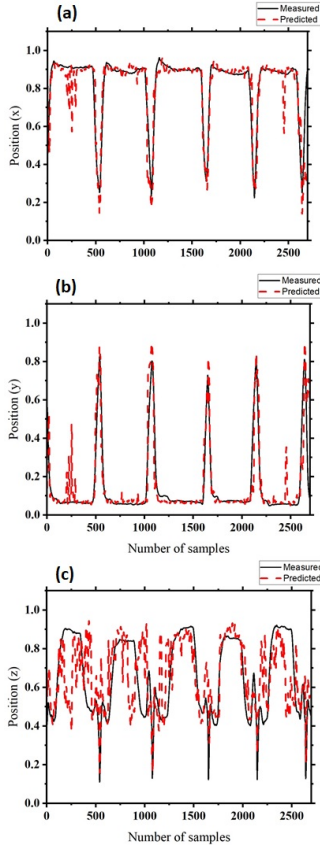 (a)
Measured
Predicted
1.0
0.8
0.6
0.4
0.2
0.0
Position (x)
0 500 1000 1500 2000 2500
(b)
Measured
Predicted
1.0
0.8
0.6
0.4
0.2
0.0
Position (y)
0 500 1000 1500 2000 2500
Number of samples
(c)
Measured
Predicted
1.0
0.8
0.6
0.4
0.2
0.0
Position (z)
0 500 1000 1500 2000 2500
Number of samples